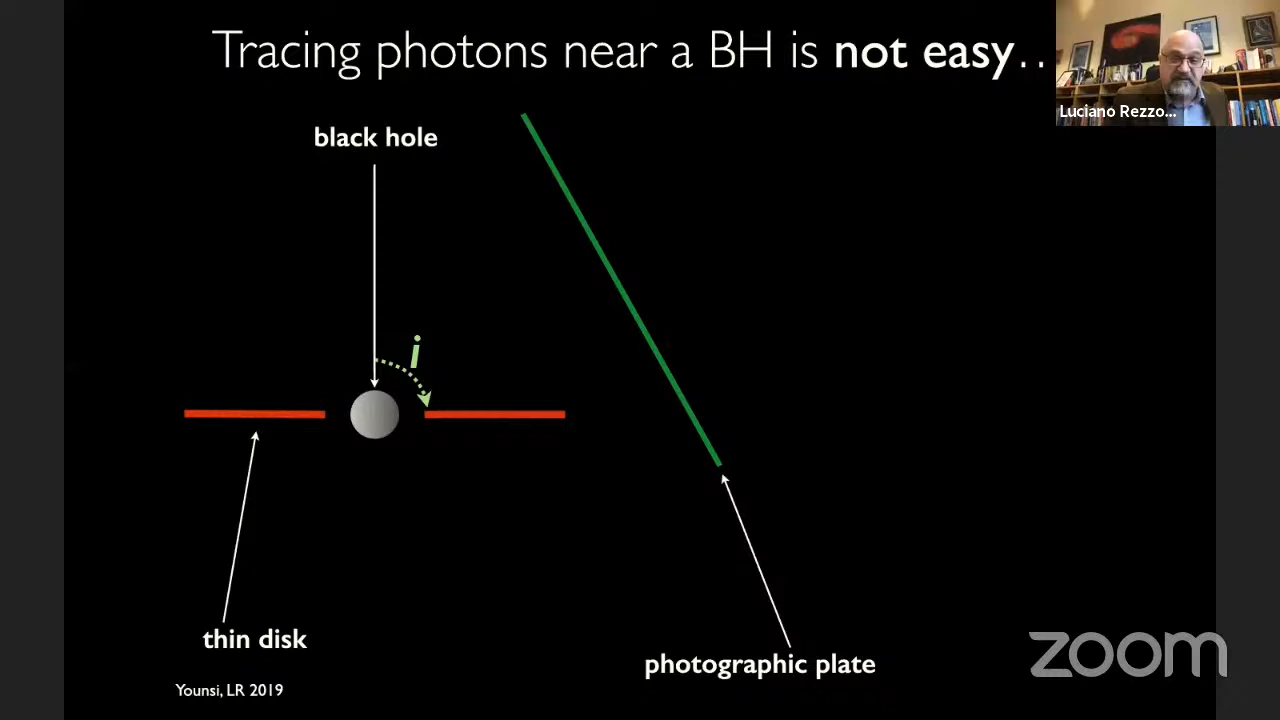 Tracing photons near a BH is not easy…
Luciano Rezzo...
black hole
i
thin disk
photographic plate
Younsi, LR 2019
zoom